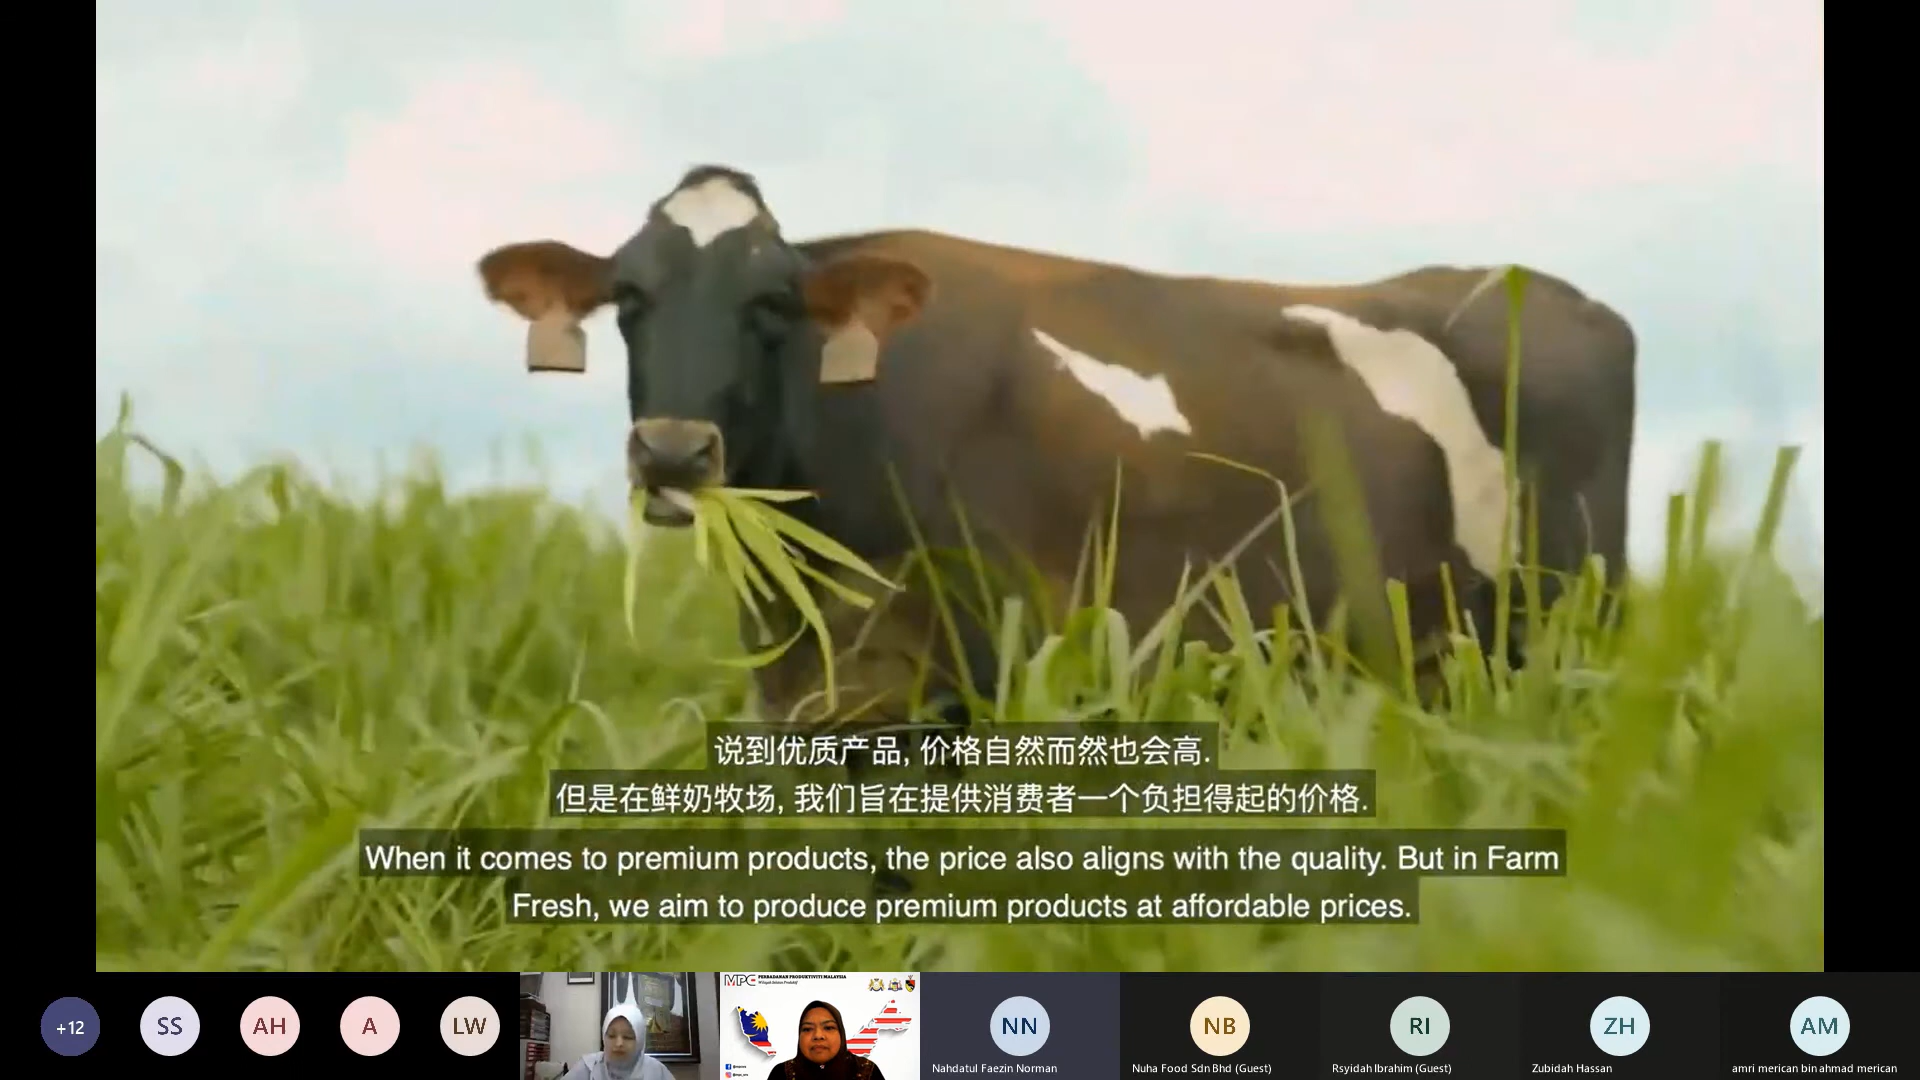 说到优质产品, 价格自然而然也会高.
但是在鲜奶牧场, 我们旨在提供消费者一个负担得起的价格.
When it comes to premium products, the price also aligns with the quality. But in Farm
Fresh, we aim to produce premium products at affordable prices.
MPC PERBADANAN PRODUKTIVITI MALAYSIA
+12
SS
AH
A
LW
NN
NB
RI
ZH
AM
Nahdatul Faezin Norman
Nuha Food Sdn Bhd (Guest)
Rsyidah Ibrahim (Guest)
Zubidah Hassan
amri merican bin ahmad merican